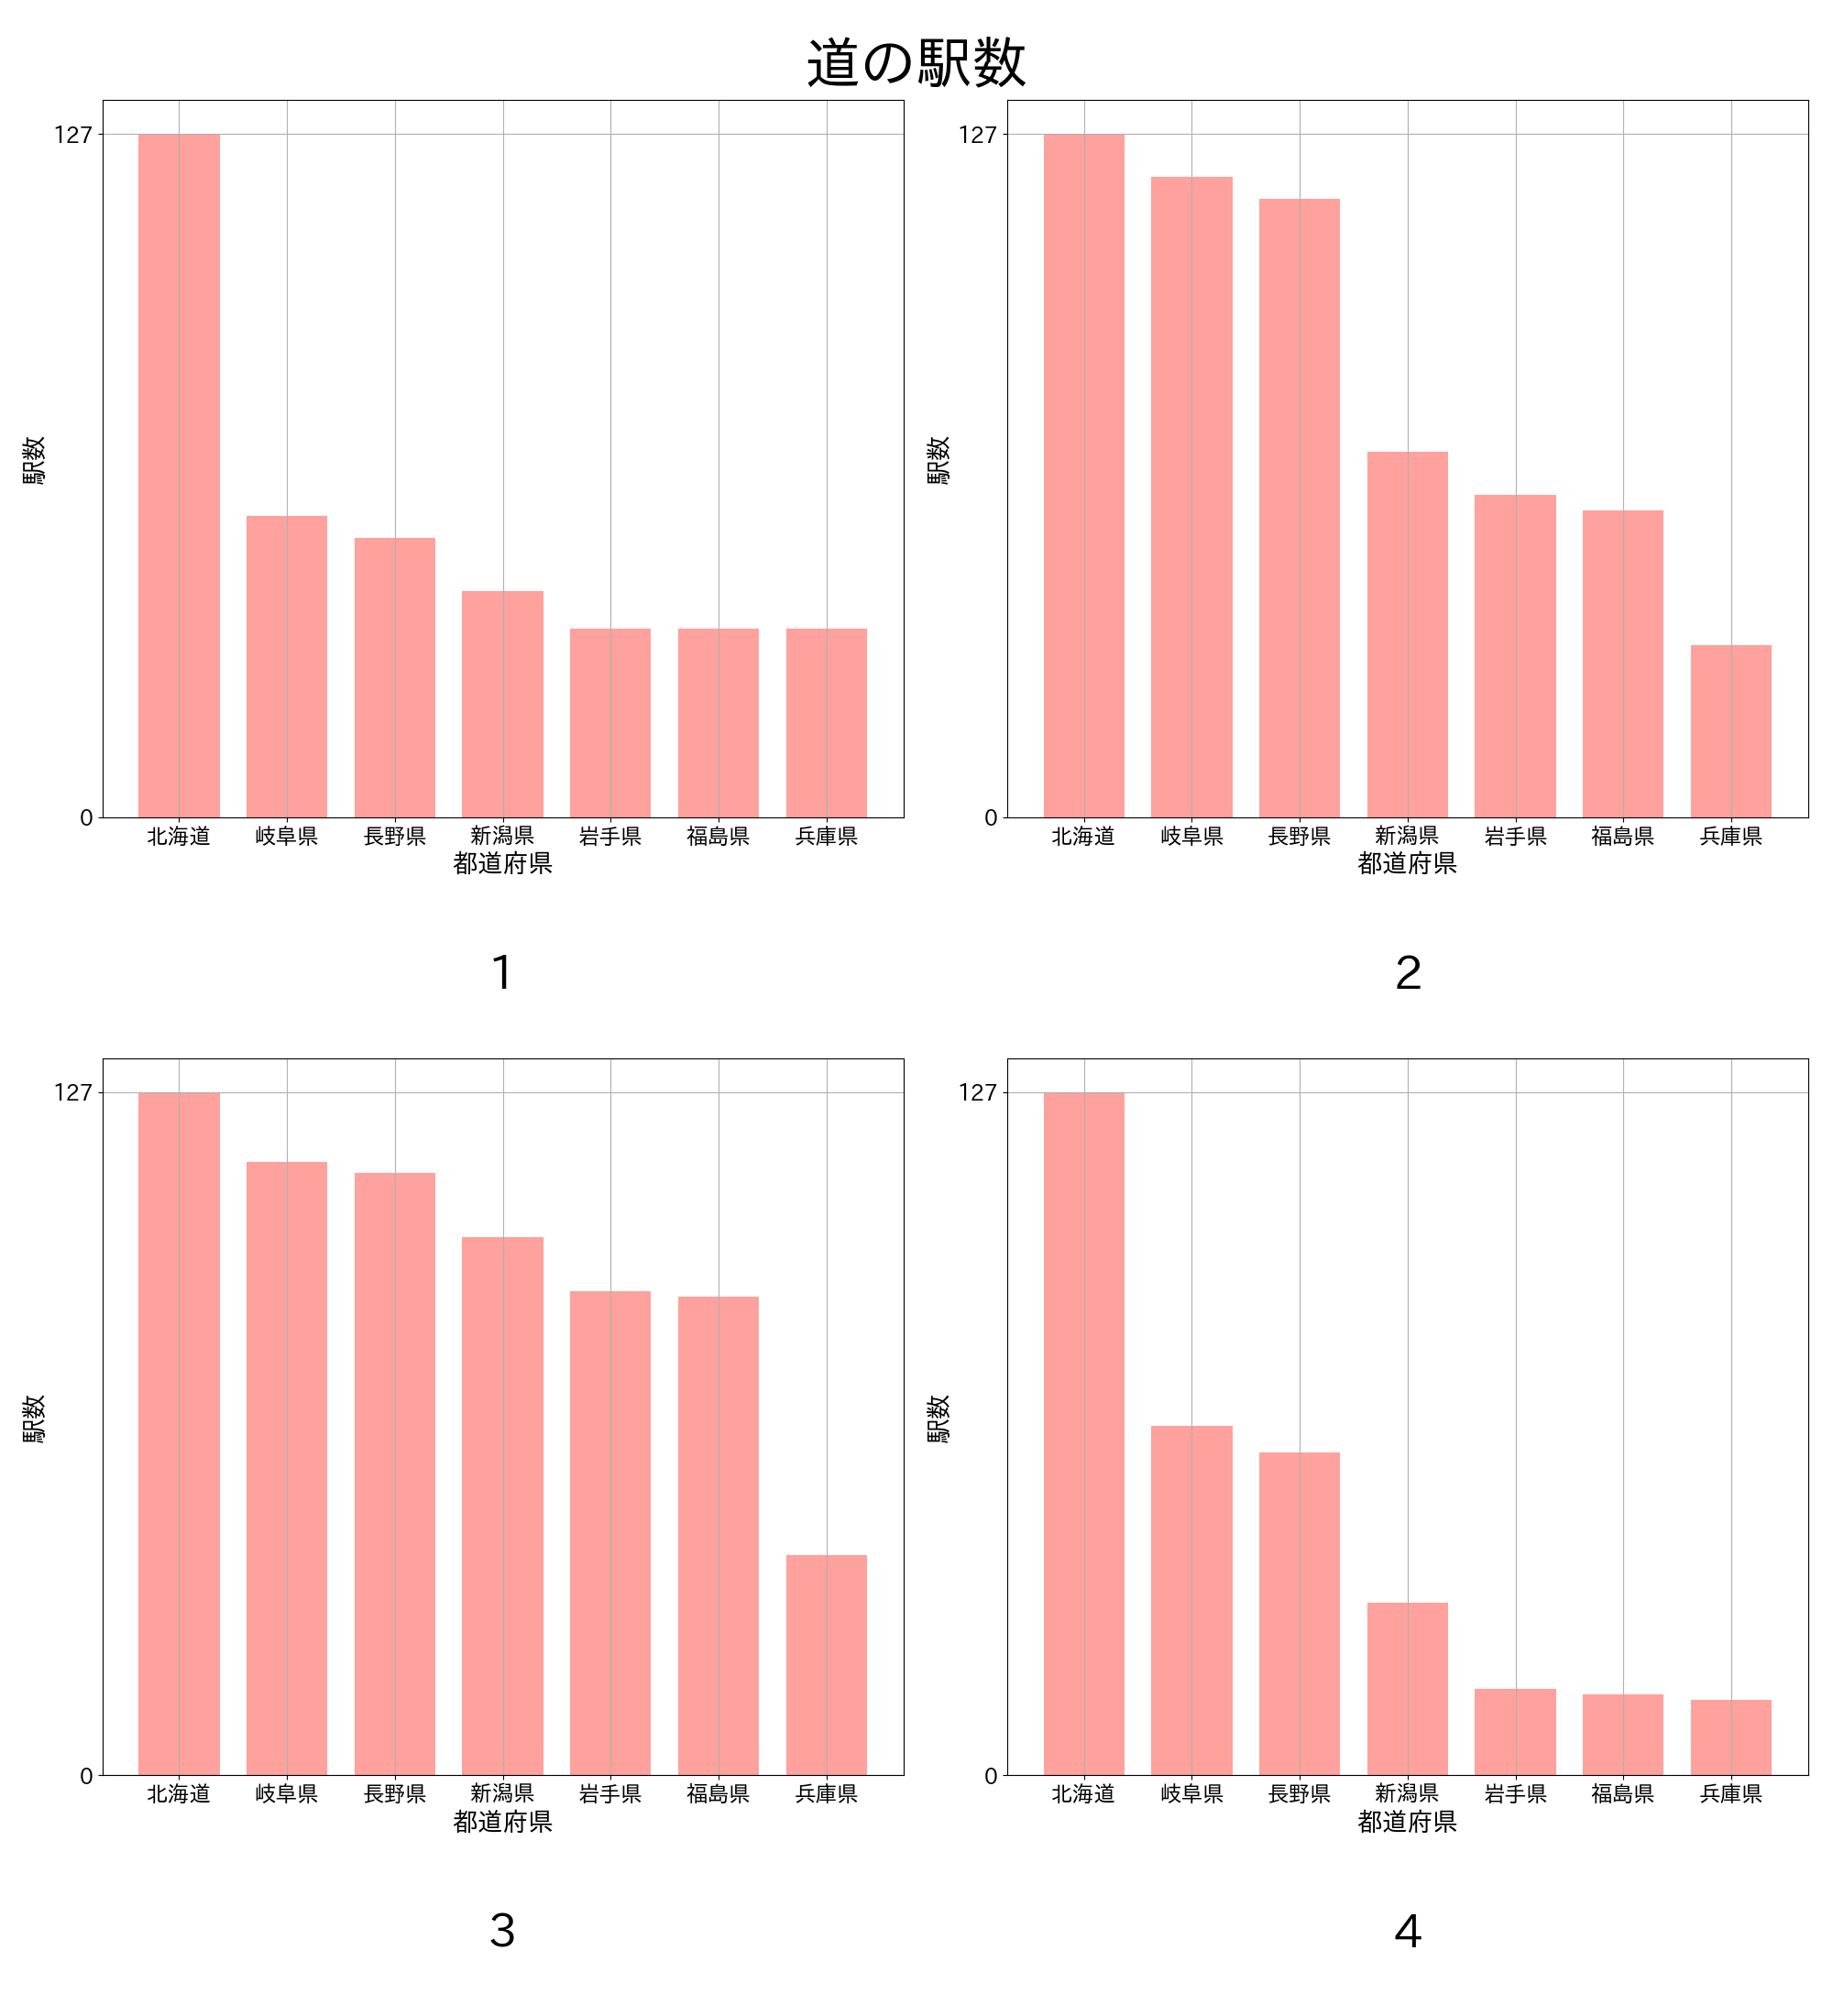 道の駅数
127
0
駅数
北海道 岐阜県 長野県 新潟県 岩手県 福島県 兵庫県
都道府県
1
127
0
駅数
北海道 岐阜県 長野県 新潟県 岩手県 福島県 兵庫県
都道府県
2
127
0
駅数
北海道 岐阜県 長野県 新潟県 岩手県 福島県 兵庫県
都道府県
3
127
0
駅数
北海道 岐阜県 長野県 新潟県 岩手県 福島県 兵庫県
都道府県
4